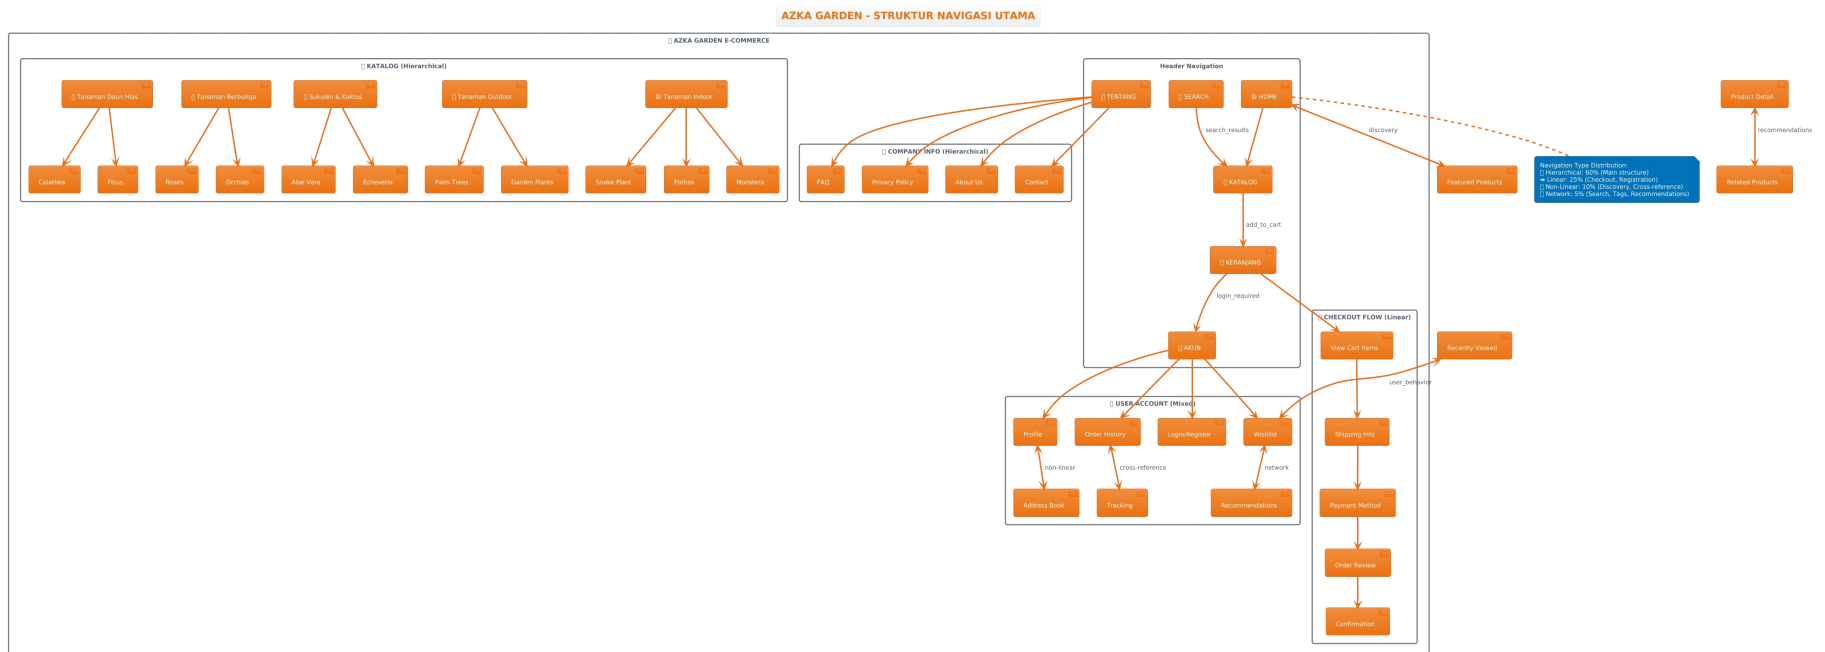 AZKA GARDEN - STRUKTUR NAVIGASI UTAMA
AZKA GARDEN E-COMMERCE
KATALOG (Hierarchical)
Tanaman Daun Hias
Tanaman Berbunga
Sukulen & Kaktus
Tanaman Outdoor
Tanaman Indoor
Calathea
Ficus
Roses
Orchids
Aloe Vera
Echeveria
Palm Trees
Garden Plants
Snake Plant
Pothos
Monstera
COMPANY INFO (Hierarchical)
FAQ
Privacy Policy
About Us
Contact
Header Navigation
TENTANG
SEARCH
HOME
search_results
KATALOG
add_to_cart
KERANJANG
login_required
AKUN
discovery
Featured Products
Navigation Type Distribution:
Hierarchical: 60% (Main structure)
➡ Linear: 25% (Checkout, Registration)
Non-Linear: 10% (Discovery, Cross-reference)
Network: 5% (Search, Tags, Recommendations)
Product Detail
recommendations
Related Products
CHECKOUT FLOW (Linear)
View Cart Items
Shipping Info
Payment Method
Order Review
Confirmation
Recently Viewed
user_behavior
USER ACCOUNT (Mixed)
Profile
Order History
Login/Register
Wishlist
non-linear
cross-reference
network
Address Book
Tracking
Recommendations